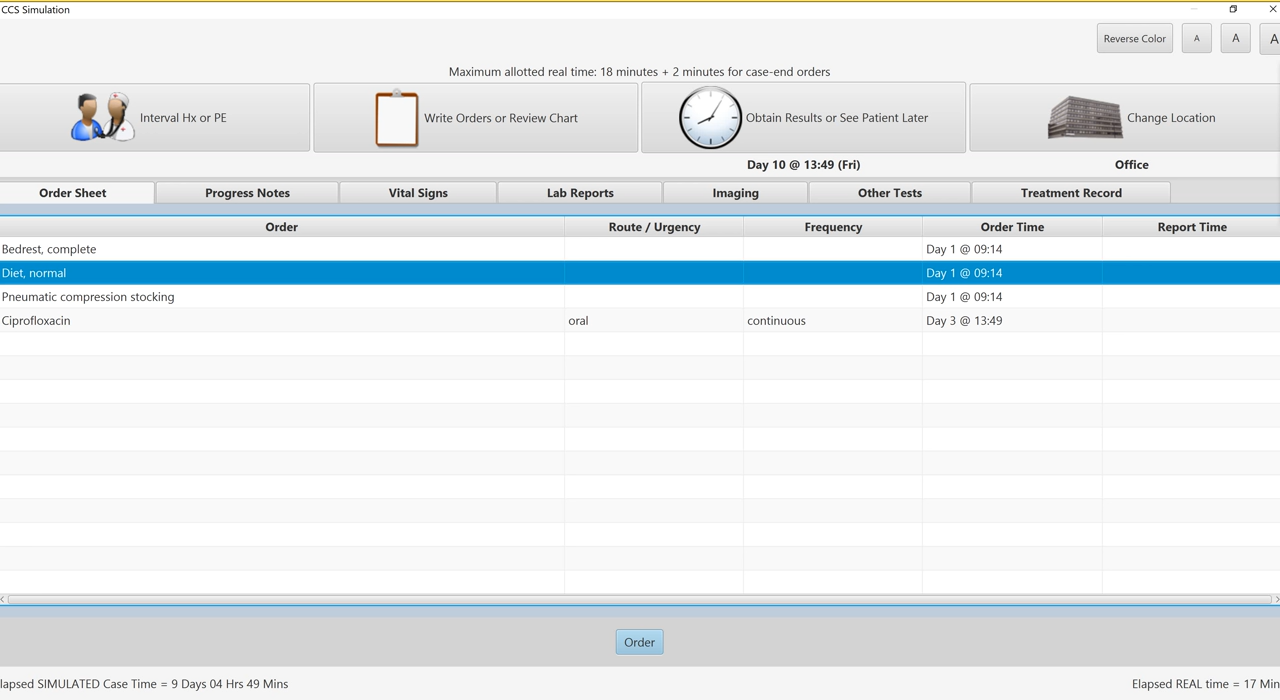 CCS Simulation
Reverse Color A A A
Maximum allotted real time: 18 minutes + 2 minutes for case-end orders
Interval Hx or PE Write Orders or Review Chart Obtain Results or See Patient Later Change Location
Day 10 @ 13:49 (Fri) Office
Order Sheet Progress Notes Vital Signs Lab Reports Imaging Other Tests Treatment Record
Order Route / Urgency Frequency Order Time Report Time
Bedrest, complete Day 1 @ 09:14
Diet, normal Day 1 @ 09:14
Pneumatic compression stocking Day 1 @ 09:14
Ciprofloxacin oral continuous Day 3 @ 13:49
Order
lapsed SIMULATED Case Time = 9 Days 04 Hrs 49 Mins Elapsed REAL time = 17 Min